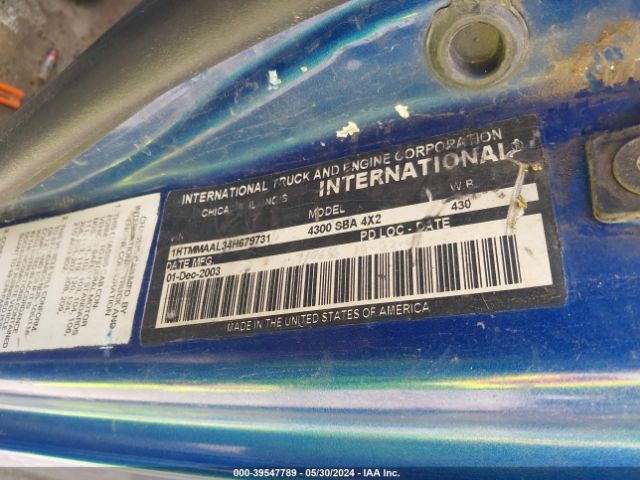 INTERNATIONAL TRUCK AND ENGINE CORPORATION
CHICAGO ILLINOIS INTERNATIONAL
VIN MODEL W.B.
1HTMMAAL34H679731 4300 SBA 4X2 430
DATE MFG PD LOC - DATE
01-Dec-2003
MADE IN THE UNITED STATES OF AMERICA
000-39547789 - 05/30/2024 - IAA Inc.